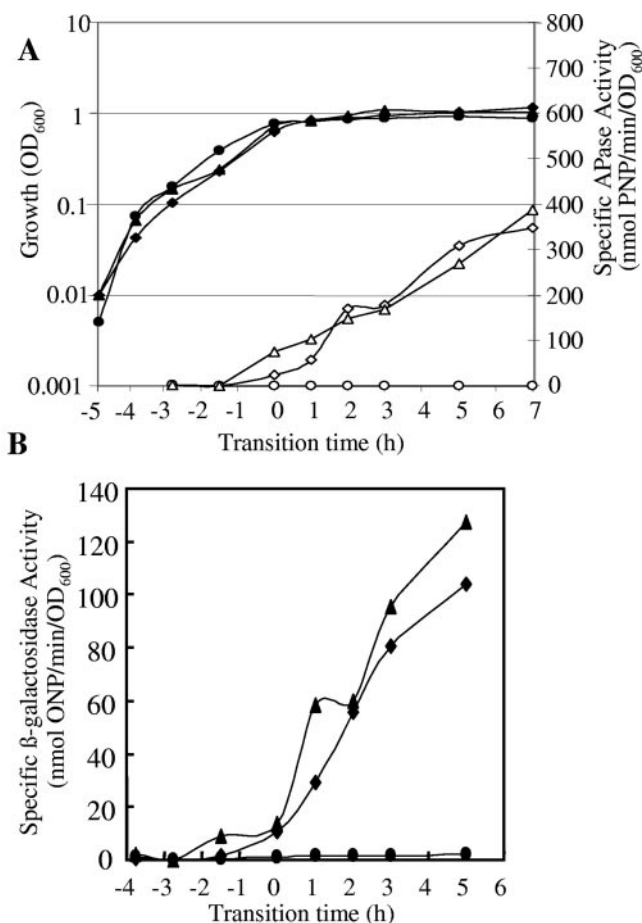 A
10
1
0.1
0.01
0.001
Growth (OD600)
800
700
600
500
400
300
200
100
0
Specific APase Activity
(nmol PNP/min/OD600)
-5 -4 -3 -2 -1 0 1 2 3 5 7
Transition time (h)
B
140
120
100
80
60
40
20
0
Specific ß-galactosidase Activity
(nmol ONP/min/OD600)
-4 -3 -2 -1 0 1 2 3 4 5 6
Transition time (h)